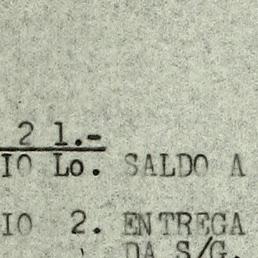 2 1.-
IO Lo. SALDO A
IO 2. ENTREGA
DA S/G.